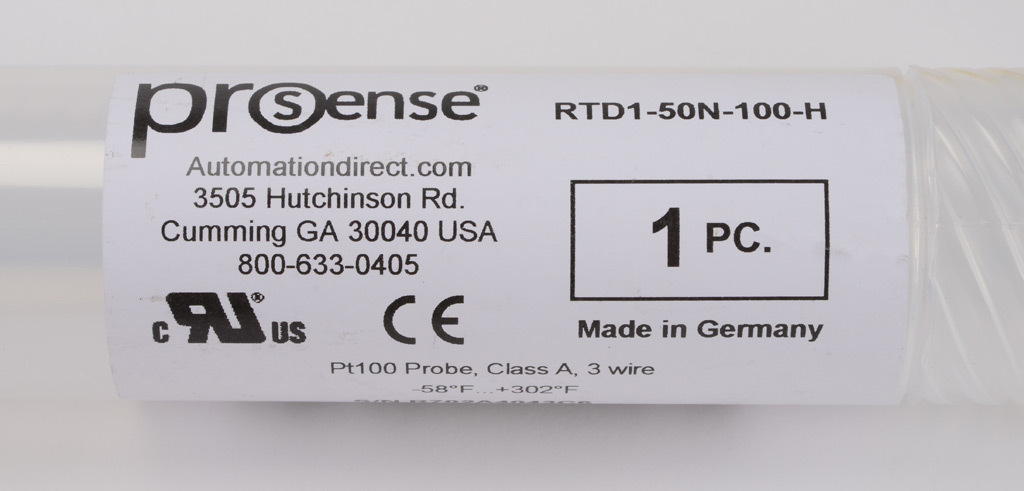 prosense®
RTD1-50N-100-H
Automationdirect.com
3505 Hutchinson Rd.
Cumming GA 30040 USA
800-633-0405
1 PC.
c RU® US
CE
Made in Germany
Pt100 Probe, Class A, 3 wire
-58°F...+302°F